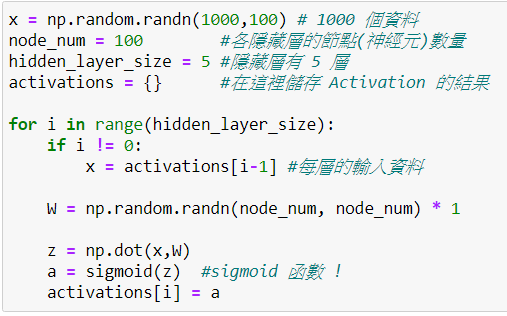 x = np.random.randn(1000,100) # 1000 個資料
node_num = 100        #各隱藏層的節點(神經元)數量
hidden_layer_size = 5 #隱藏層有 5 層
activations = {}      #在這裡儲存 Activation 的結果
for i in range(hidden_layer_size):
    if i != 0:
        x = activations[i-1] #每層的輸入資料
    W = np.random.randn(node_num, node_num) * 1
    z = np.dot(x,W)
    a = sigmoid(z)  #sigmoid 函數 !
    activations[i] = a